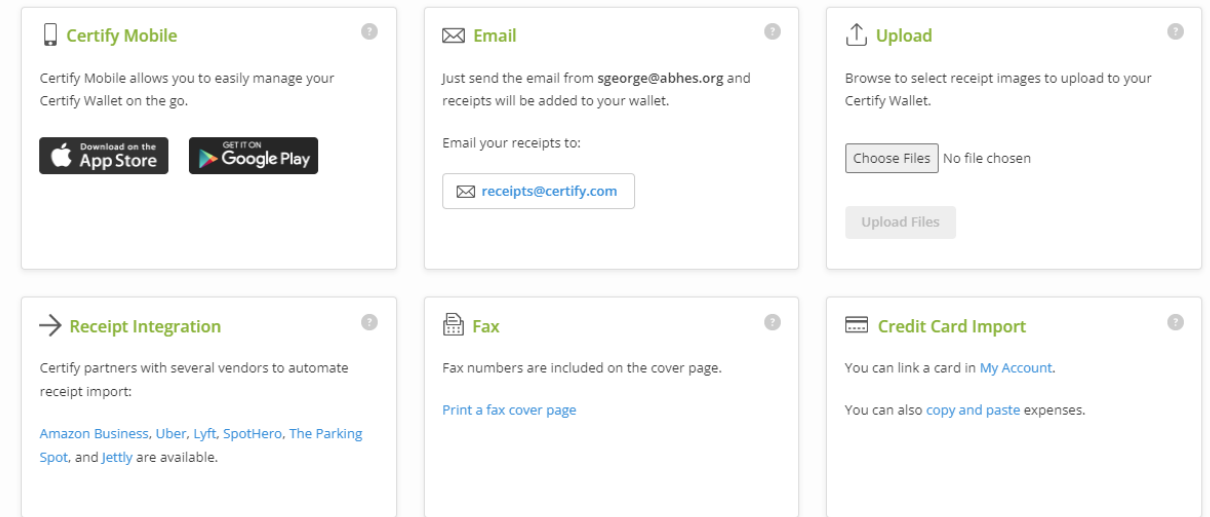 Certify Mobile
?
Certify Mobile allows you to easily manage your
Certify Wallet on the go.
Download on the
App Store
GET IT ON
Google Play
Email
?
Just send the email from sgeorge@abhes.org and
receipts will be added to your wallet.
Email your receipts to:
receipts@certify.com
Upload
?
Browse to select receipt images to upload to your
Certify Wallet.
Choose Files No file chosen
Upload Files
Receipt Integration
?
Certify partners with several vendors to automate
receipt import:
Amazon Business, Uber, Lyft, SpotHero, The Parking
Spot, and Jettly are available.
Fax
?
Fax numbers are included on the cover page.
Print a fax cover page
Credit Card Import
?
You can link a card in My Account.
You can also copy and paste expenses.